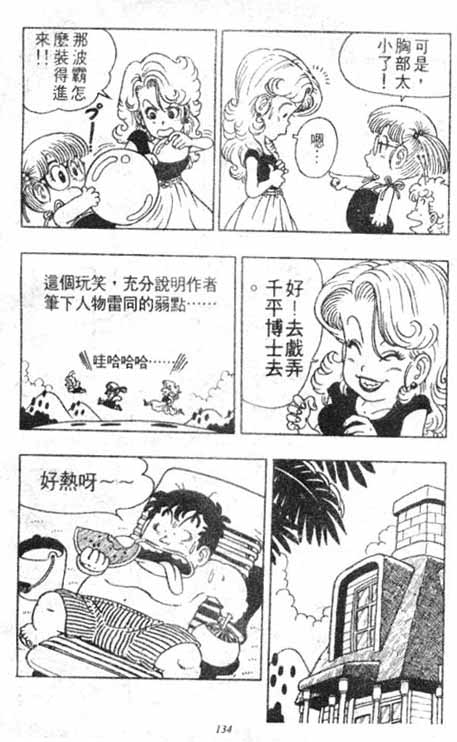 可是，
胸部太
小了！
嗯…
那波霸怎
麼裝得進
來！！
プ〜
好！去戲弄
千平博士去
。
這個玩笑，充分說明作者
筆下人物雷同的弱點……
哇哈哈哈……
好熱呀～～
134